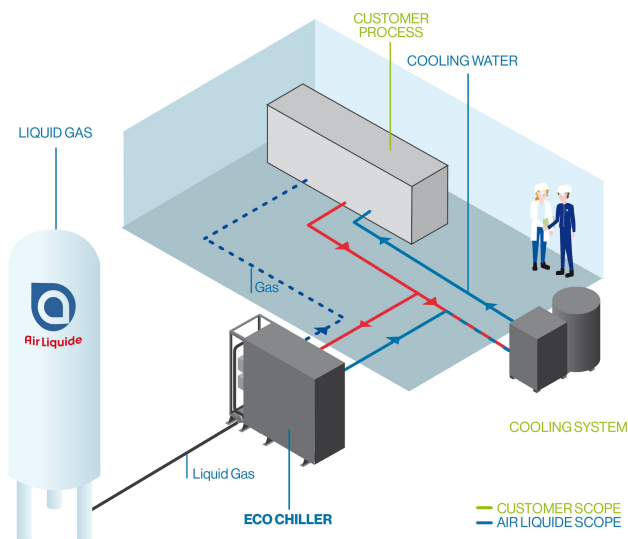 CUSTOMER
PROCESS
COOLING WATER
LIQUID GAS
Gas
Air Liquide
Liquid Gas
COOLING SYSTEM
ECO CHILLER
CUSTOMER SCOPE
AIR LIQUIDE SCOPE